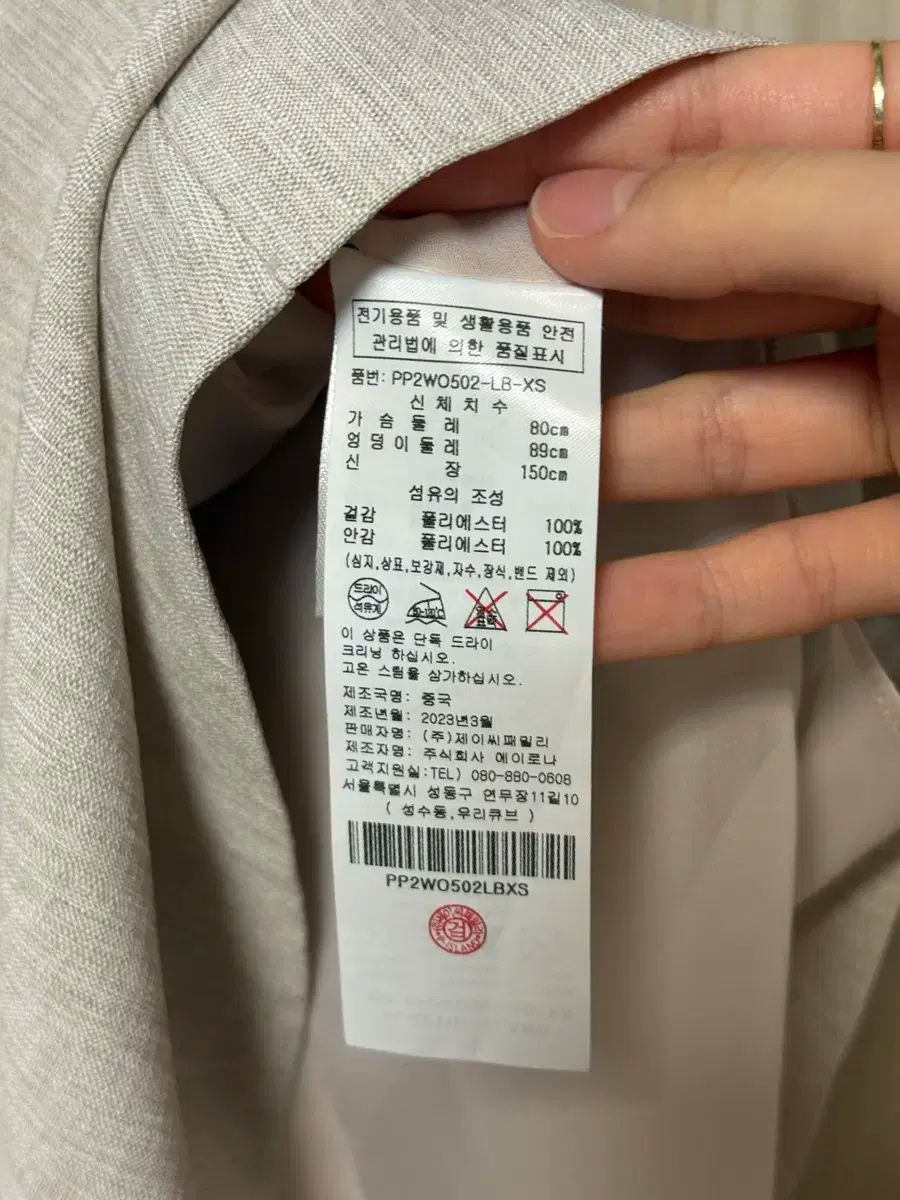 전기용품 및 생활용품 안전
관리법에 의한 품질표시
품번: PP2WO502-LB-XS
신 체 치 수
가 슴 둘 레 80cm
엉 덩 이 둘 레 89cm
신 장 150cm
섬유의 조성
겉감 폴리에스터 100%
안감 폴리에스터 100%
(심지,상표,보강제,자수,장식,밴드 제외)
드라이
석유계
이 상품은 단독 드라이
크리닝 하십시오.
고온 스팀을 삼가하십시오.
제조국명: 중국
제조년월: 2023년3월
판매자명: (주)제이씨패밀리
제조자명: 주식회사 에이로나
고객지원실:TEL) 080-880-0608
서울특별시 성동구 연무장11길10
( 성수동,우리큐브 )
PP2WO502LBXS
검